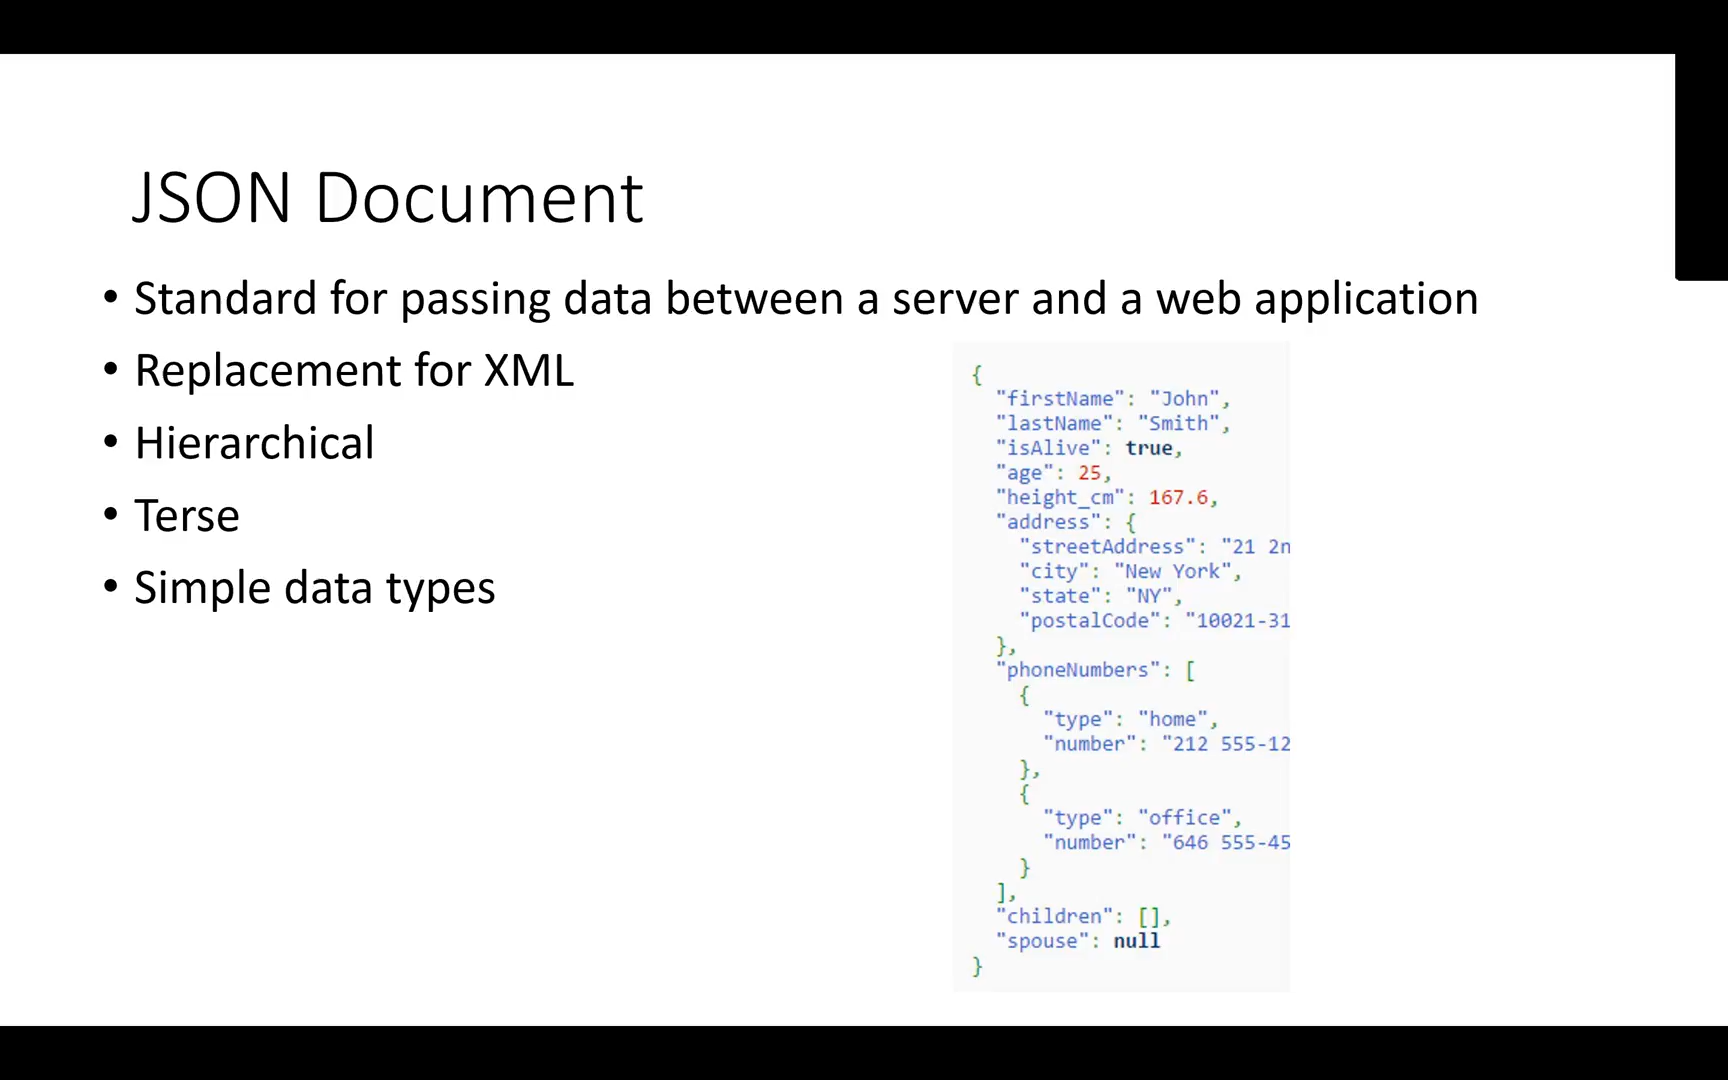 JSON Document
• Standard for passing data between a server and a web application
• Replacement for XML
• Hierarchical
• Terse
• Simple data types
{
  "firstName": "John",
  "lastName": "Smith",
  "isAlive": true,
  "age": 25,
  "height_cm": 167.6,
  "address": {
    "streetAddress": "21 2n
    "city": "New York",
    "state": "NY",
    "postalCode": "10021-31
  },
  "phoneNumbers": [
    {
      "type": "home",
      "number": "212 555-12
    },
    {
      "type": "office",
      "number": "646 555-45
    }
  ],
  "children": [],
  "spouse": null
}